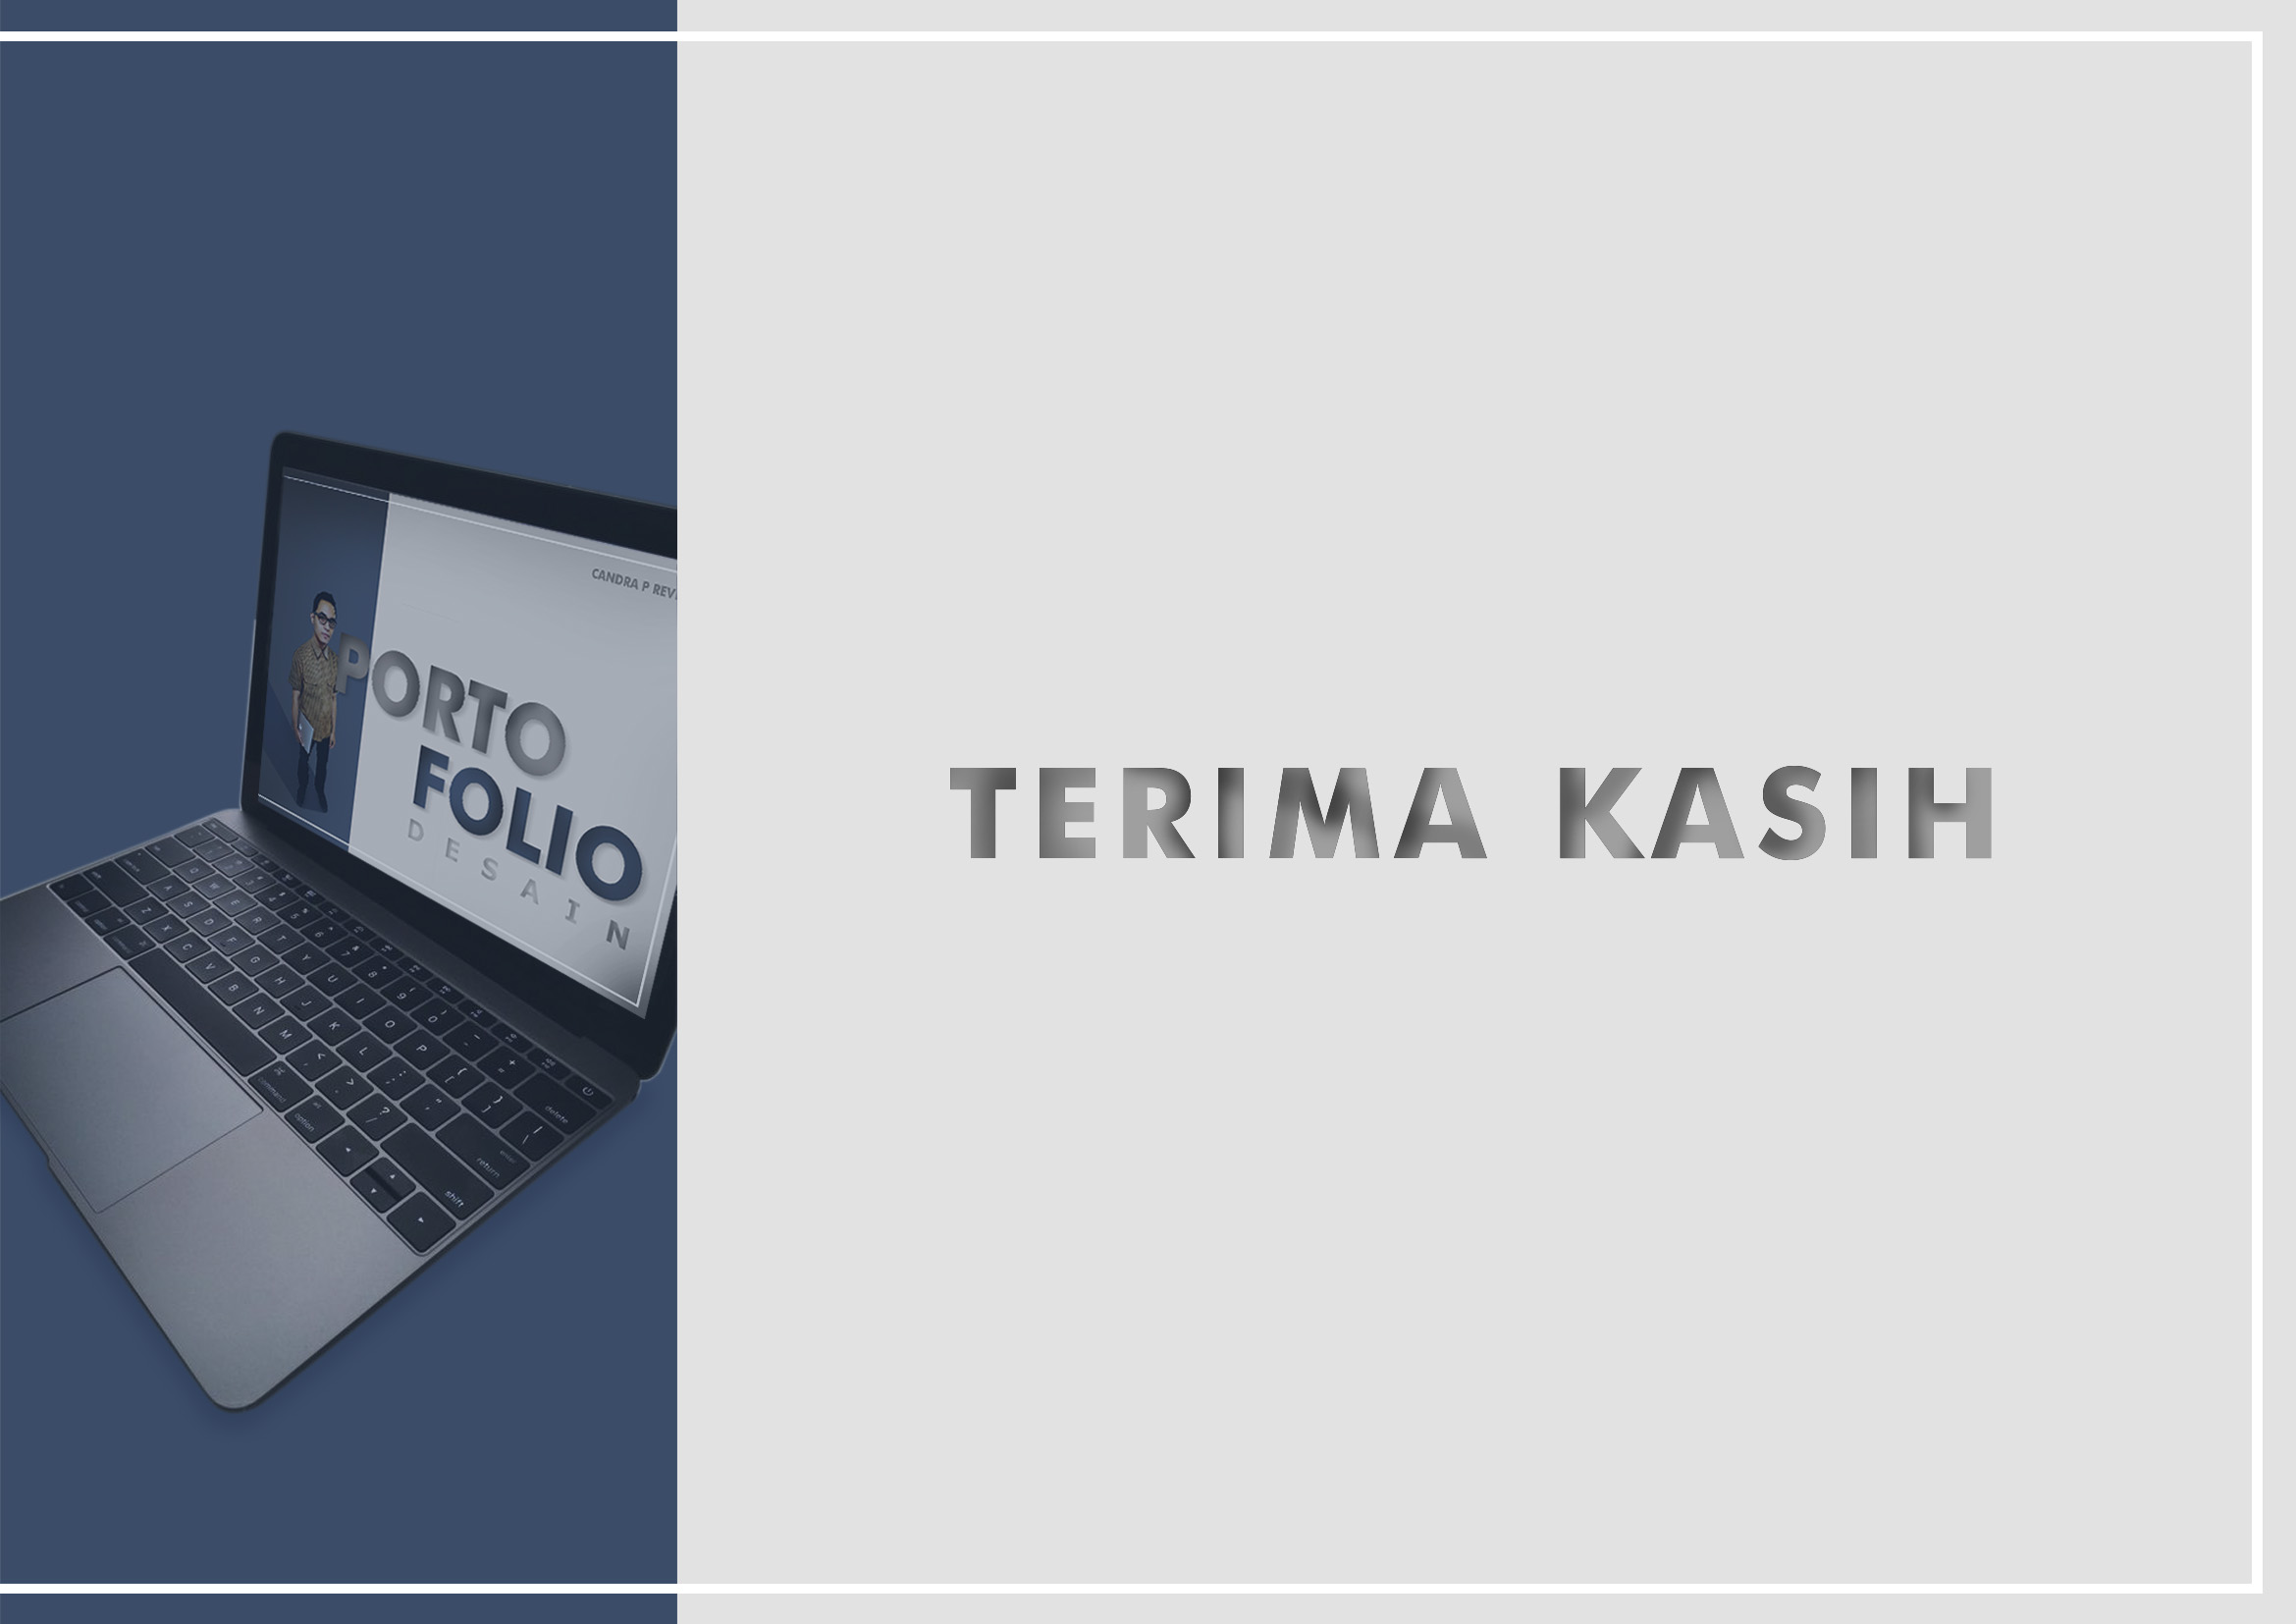 CANDRA P REV
PORTO
FOLIO
DESAIN
TERIMA KASIH